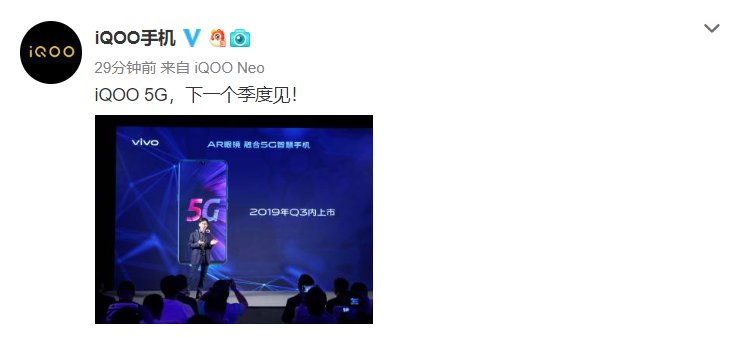 iQOO
iQOO手机
29分钟前 来自 iQOO Neo
iQOO 5G，下一个季度见！
vivo
AR眼镜 融合5G智慧手机
5G
2019年Q3内上市